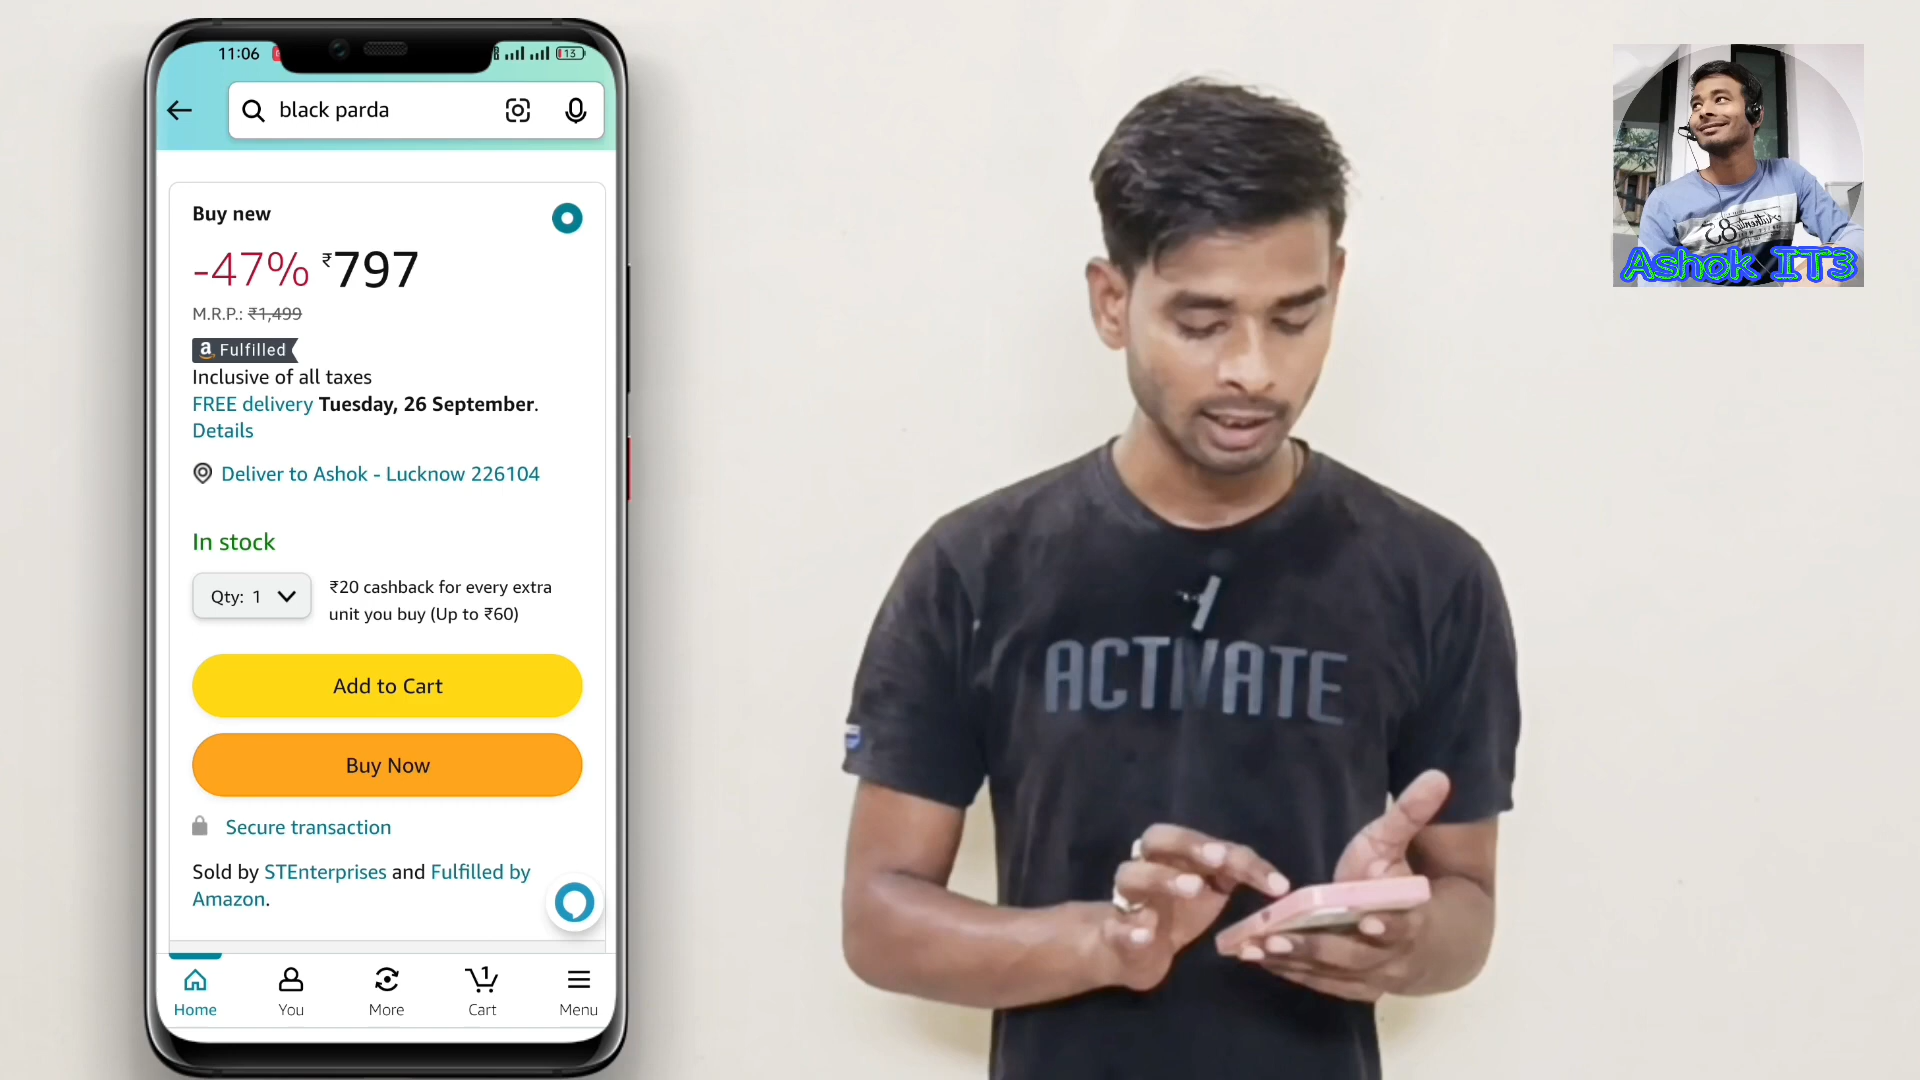 11:06
13
black parda
Buy new
-47% ₹797
M.R.P.: ₹1,499
a Fulfilled
Inclusive of all taxes
FREE delivery Tuesday, 26 September.
Details
Deliver to Ashok - Lucknow 226104
In stock
Qty: 1
₹20 cashback for every extra
unit you buy (Up to ₹60)
Add to Cart
Buy Now
Secure transaction
Sold by STEnterprises and Fulfilled by
Amazon.
1
Home
You
More
Cart
Menu
ACTIVATE
Ashok IT3